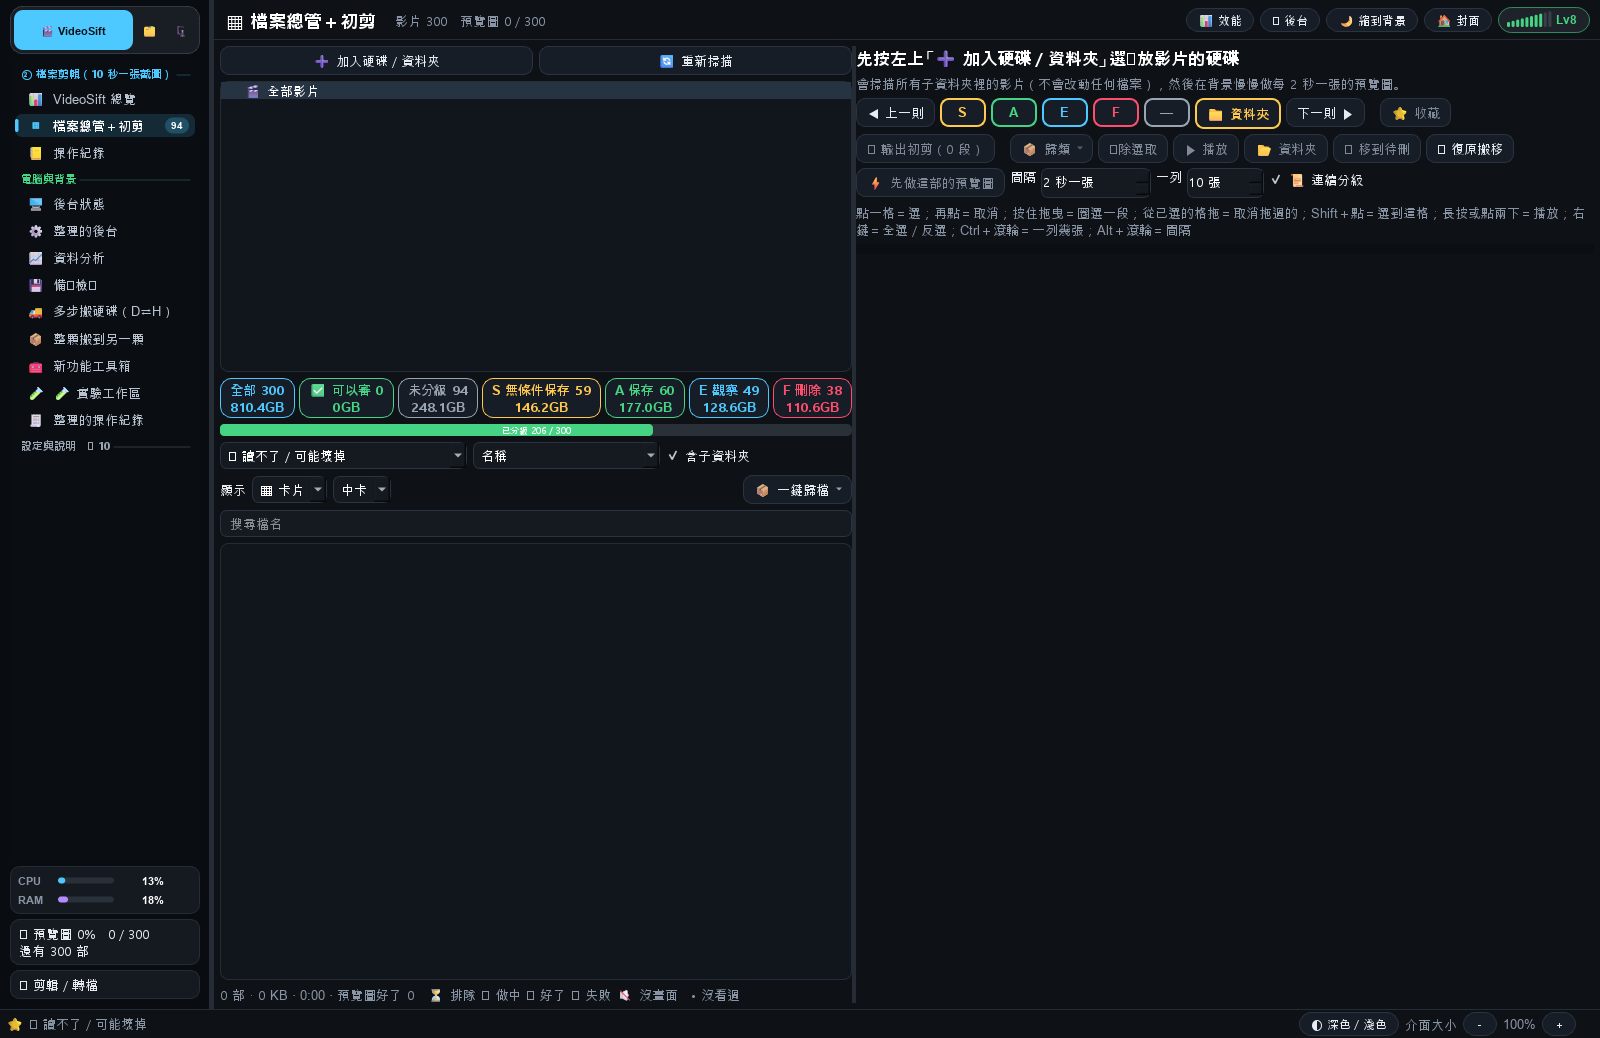 VideoSift
檔案剪輯 ( 10 秒一張截圖 )
VideoSift 總覽
檔案總管＋初剪 94
操作紀錄
電腦與背景
後台狀態
整理的後台
資料分析
多步搬硬碟 ( D⇌H )
整顆搬到另一顆
新功能工具箱
實驗工作區
整理的操作紀錄
設定與說明 10
CPU 13%
RAM 18%
預覽圖 0% 0 / 300
還有 300 部
剪輯 / 轉檔
檔案總管＋初剪 影片 300 預覽圖 0 / 300
效能 後台 縮到背景 封面 Lv8
加入硬碟 / 資料夾 重新掃描
全部影片
全部 300
810.4GB
可以審 0
0GB
未分級 94
248.1GB
S 無條件保存 59
146.2GB
A 保存 60
177.0GB
E 觀察 49
128.6GB
F 刪除 38
110.6GB
已分級 206 / 300
讀不了 / 可能壞掉 名稱 ✓ 含子資料夾
顯示 卡片 中卡 一鍵歸檔
搜尋檔名
0 部 · 0 KB · 0:00 · 預覽圖好了 0 排除 做中 好了 失敗 沒畫面 • 沒看過
先按左上「➕ 加入硬碟 / 資料夾」選放影片的硬碟
會掃描所有子資料夾裡的影片 ( 不會改動任何檔案 ) , 然後在背景慢慢做每 2 秒一張的預覽圖。
◀ 上一則 S A E F — 資料夾 下一則 ▶ 收藏
輸出初剪 ( 0 段 ) 歸類 除選取 ▶ 播放 資料夾 移到待刪 復原搬移
先做這部的預覽圖 間隔 2 秒一張 一列 10 張 ✓ 連續分級
點一格＝選 ; 再點＝取消 ; 按住拖曳＝圈選一段 ; 從已選的格拖＝取消拖過的 ; Shift＋點＝選到這格 ; 長按或點兩下＝播放 ; 右
鍵＝全選 / 反選 ; Ctrl＋滾輪＝一列幾張 ; Alt＋滾輪＝間隔
讀不了 / 可能壞掉
深色 / 淺色 介面大小 - 100% +